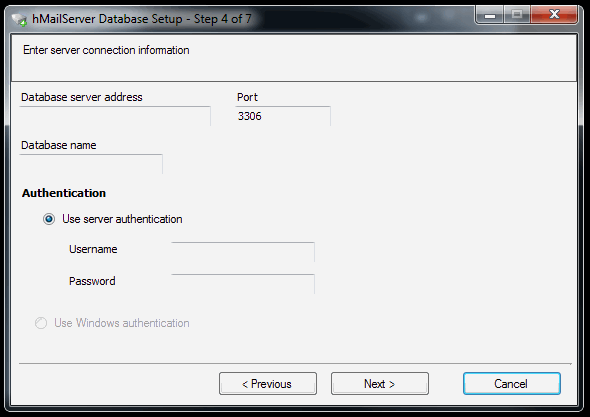 hMailServer Database Setup - Step 4 of 7
Enter server connection information
Database server address Port
3306
Database name
Authentication
Use server authentication
Username
Password
Use Windows authentication
< Previous Next > Cancel